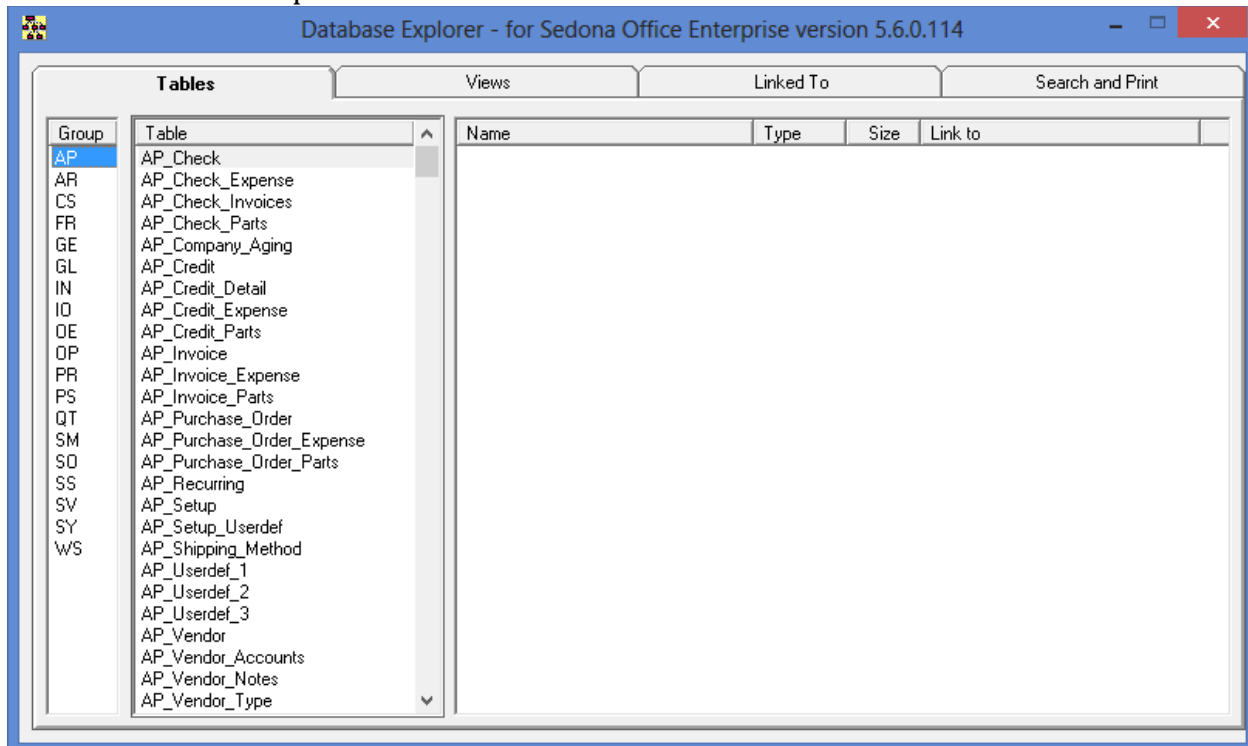 Database Explorer - for Sedona Office Enterprise version 5.6.0.114
Tables Views Linked To Search and Print
Group Table Name Type Size Link to
AP AP_Check
AR AP_Check_Expense
CS AP_Check_Invoices
FR AP_Check_Parts
GE AP_Company_Aging
GL AP_Credit
IN AP_Credit_Detail
IO AP_Credit_Expense
OE AP_Credit_Parts
OP AP_Invoice
PR AP_Invoice_Expense
PS AP_Invoice_Parts
QT AP_Purchase_Order
SM AP_Purchase_Order_Expense
SO AP_Purchase_Order_Parts
SS AP_Recurring
SV AP_Setup
SY AP_Setup_Userdef
WS AP_Shipping_Method
AP_Userdef_1
AP_Userdef_2
AP_Userdef_3
AP_Vendor
AP_Vendor_Accounts
AP_Vendor_Notes
AP_Vendor_Type